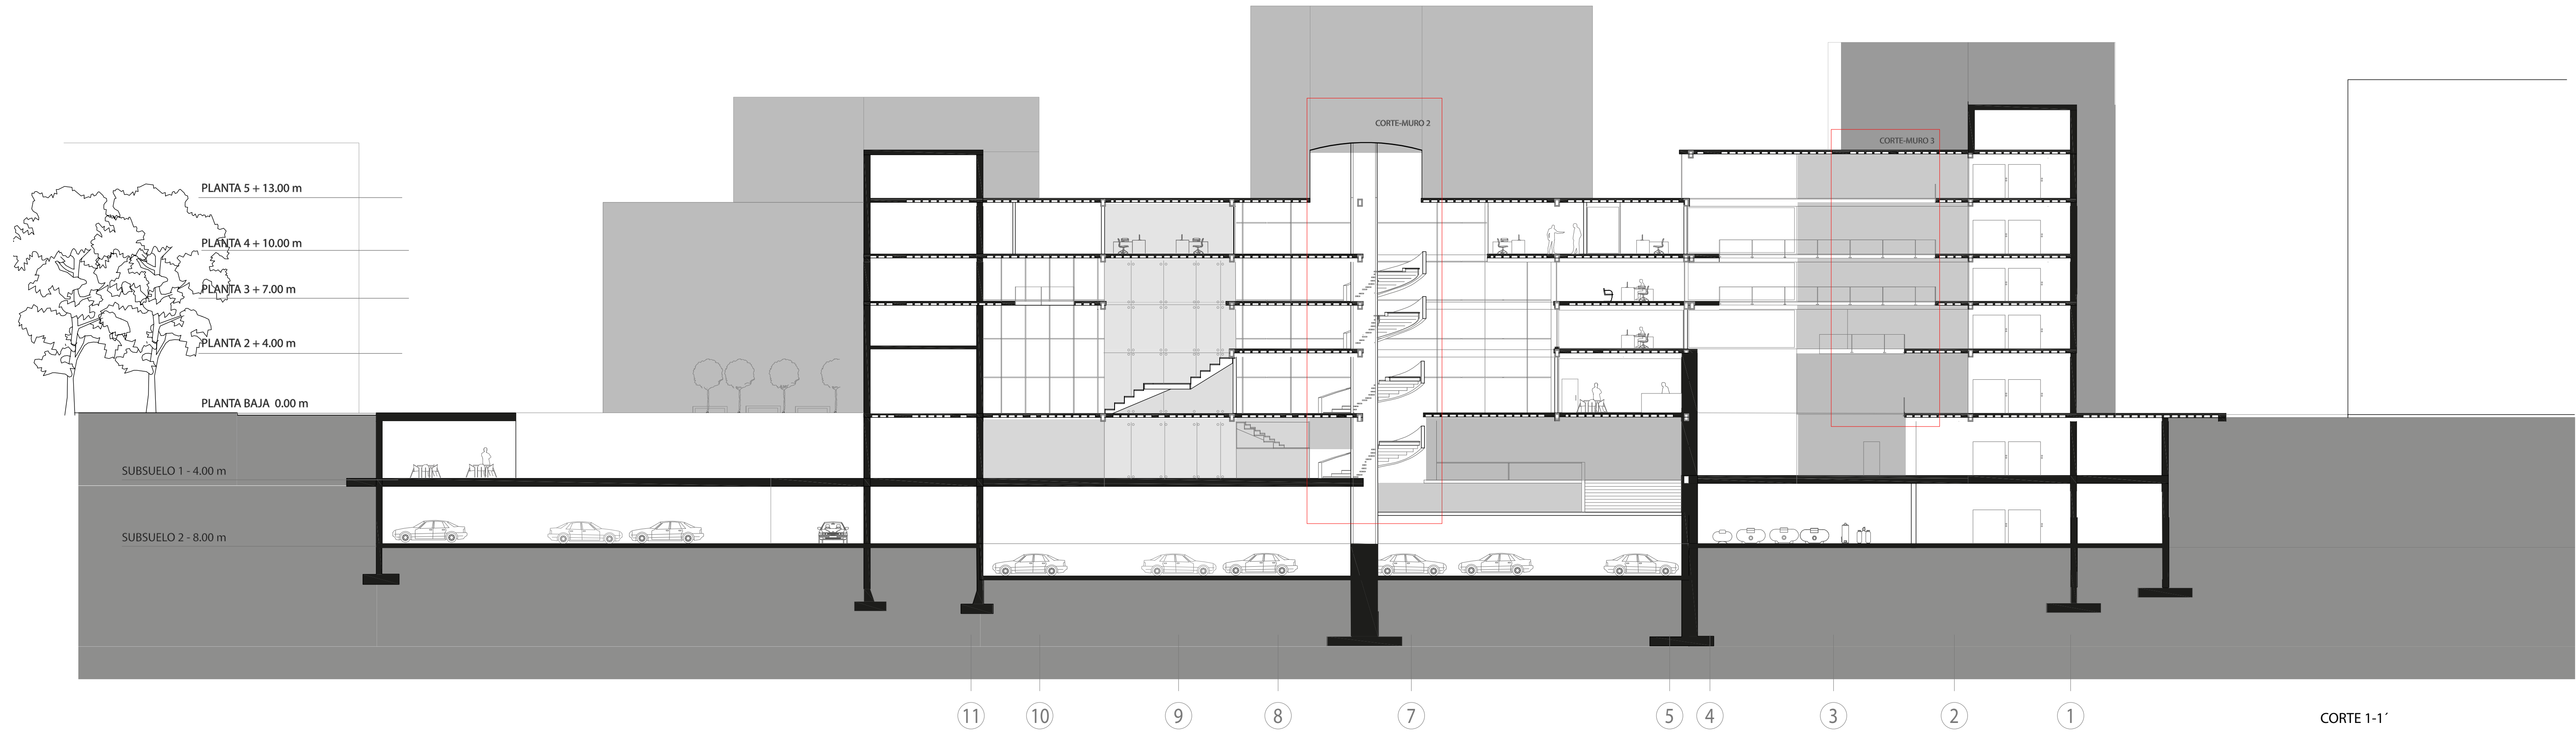 CORTE-MURO 2
CORTE-MURO 3
PLANTA 5 + 13.00 m
PLANTA 4 + 10.00 m
PLANTA 3 + 7.00 m
PLANTA 2 + 4.00 m
PLANTA BAJA 0.00 m
SUBSUELO 1 - 4.00 m
SUBSUELO 2 - 8.00 m
11 10 9 8 7 5 4 3 2 1
CORTE 1-1´